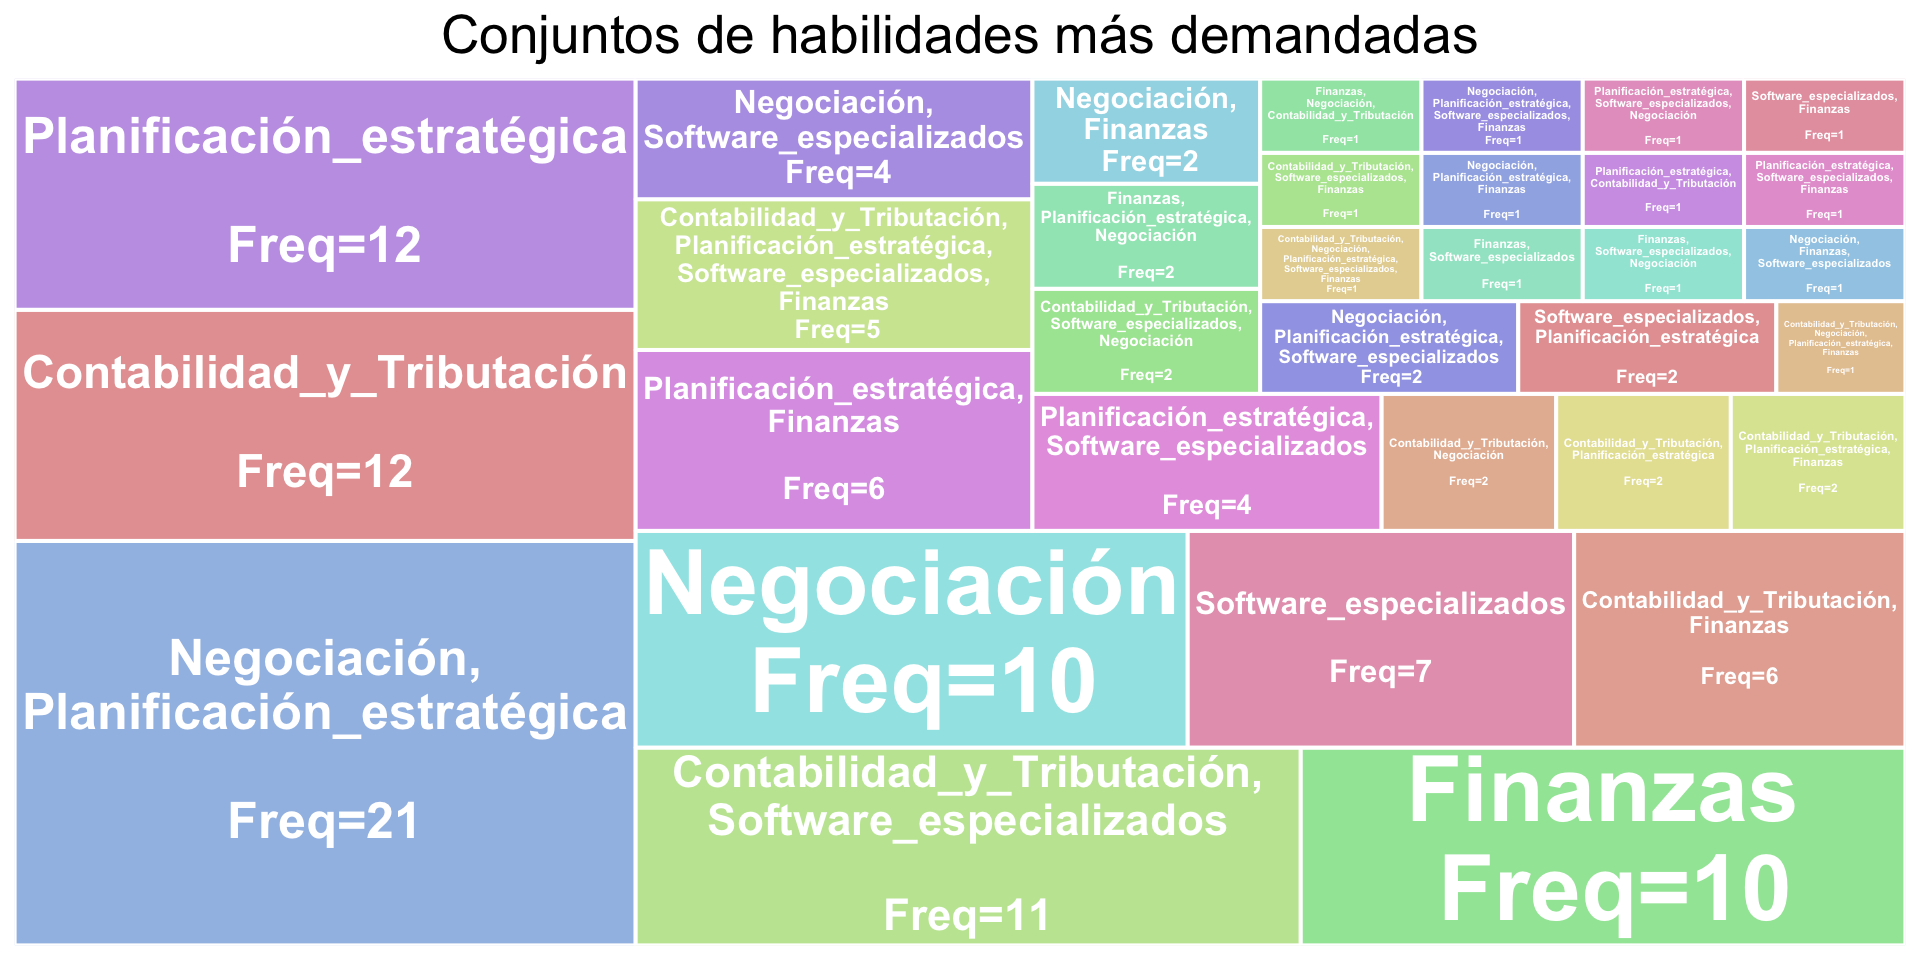 Conjuntos de habilidades más demandadas
Planificación_estratégica
Freq=12
Contabilidad_y_Tributación
Freq=12
Negociación,
Planificación_estratégica
Freq=21
Negociación,
Software_especializados
Freq=4
Contabilidad_y_Tributación,
Planificación_estratégica,
Software_especializados,
Finanzas
Freq=5
Planificación_estratégica,
Finanzas
Freq=6
Negociación,
Finanzas
Freq=2
Finanzas,
Planificación_estratégica,
Negociación
Freq=2
Contabilidad_y_Tributación,
Software_especializados,
Negociación
Freq=2
Finanzas,
Negociación,
Contabilidad_y_Tributación
Freq=1
Negociación,
Planificación_estratégica,
Software_especializados,
Finanzas
Freq=1
Planificación_estratégica,
Software_especializados,
Negociación
Freq=1
Software_especializados,
Finanzas
Freq=1
Contabilidad_y_Tributación,
Software_especializados,
Finanzas
Freq=1
Negociación,
Planificación_estratégica,
Finanzas
Freq=1
Planificación_estratégica,
Contabilidad_y_Tributación
Freq=1
Planificación_estratégica,
Software_especializados,
Finanzas
Freq=1
Contabilidad_y_Tributación,
Negociación,
Planificación_estratégica,
Software_especializados,
Finanzas
Freq=1
Finanzas,
Software_especializados
Freq=1
Finanzas,
Software_especializados,
Negociación
Freq=1
Negociación,
Finanzas,
Software_especializados
Freq=1
Negociación,
Planificación_estratégica,
Software_especializados
Freq=2
Software_especializados,
Planificación_estratégica
Freq=2
Contabilidad_y_Tributación,
Negociación,
Planificación_estratégica,
Finanzas
Freq=1
Planificación_estratégica,
Software_especializados
Freq=4
Contabilidad_y_Tributación,
Negociación
Freq=2
Contabilidad_y_Tributación,
Planificación_estratégica
Freq=2
Contabilidad_y_Tributación,
Planificación_estratégica,
Finanzas
Freq=2
Negociación
Freq=10
Software_especializados
Freq=7
Contabilidad_y_Tributación,
Finanzas
Freq=6
Contabilidad_y_Tributación,
Software_especializados
Freq=11
Finanzas
Freq=10